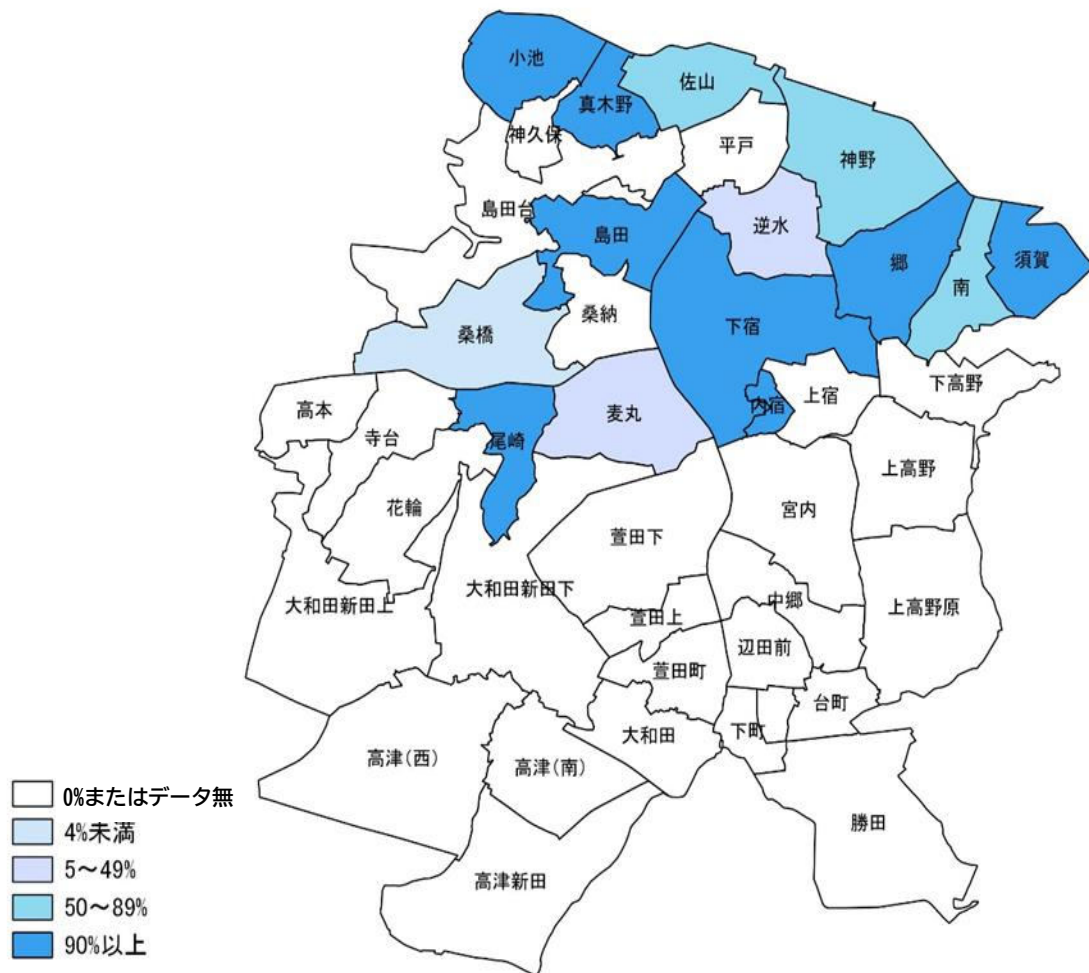 小池
真木野
佐山
神久保
平戸
神野
島田台
島田
逆水
郷
須賀
南
桑納
桑橋
下宿
上宿
下高野
内宿
高本
麦丸
寺台
尾崎
上高野
花輪
宮内
萱田下
大和田新田下
大和田新田上
中郷
上高野原
萱田上
辺田前
萱田町
台町
下町
大和田
高津(西)
高津(南)
勝田
高津新田
0%またはデータ無
4%未満
5～49%
50～89%
90%以上